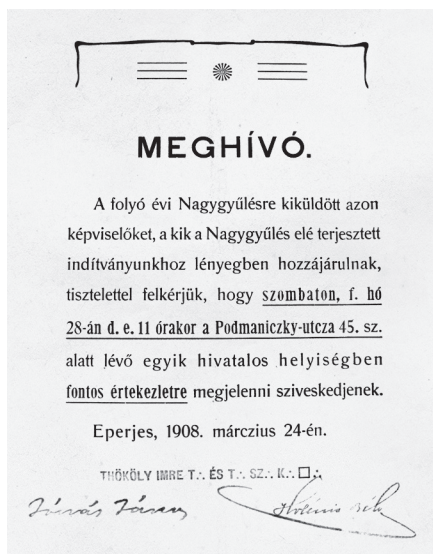 MEGHÍVÓ.
A folyó évi Nagygyűlésre kiküldött azon
képviselőket, a kik a Nagygyűlés elé terjesztett
indítványunkhoz lényegben hozzájárulnak,
tisztelettel felkérjük, hogy szombaton, f. hó
28-án d. e. 11 órakor a Podmaniczky-utcza 45. sz.
alatt lévő egyik hivatalos helyiségben
fontos értekezletre megjelenni sziveskedjenek.
Eperjes, 1908. márczius 24-én.
THÖKÖLY IMRE T∴ ÉS T∴ SZ∴ K∴ □∴